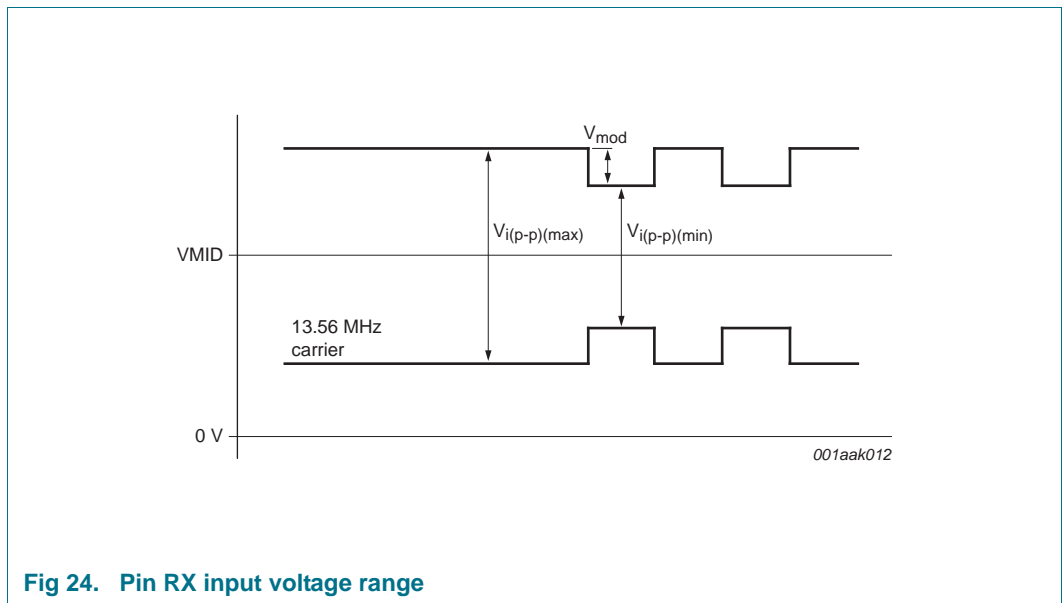 Vmod
Vi(p-p)(max)
Vi(p-p)(min)
VMID
13.56 MHz
carrier
0 V
001aak012
Fig 24. Pin RX input voltage range